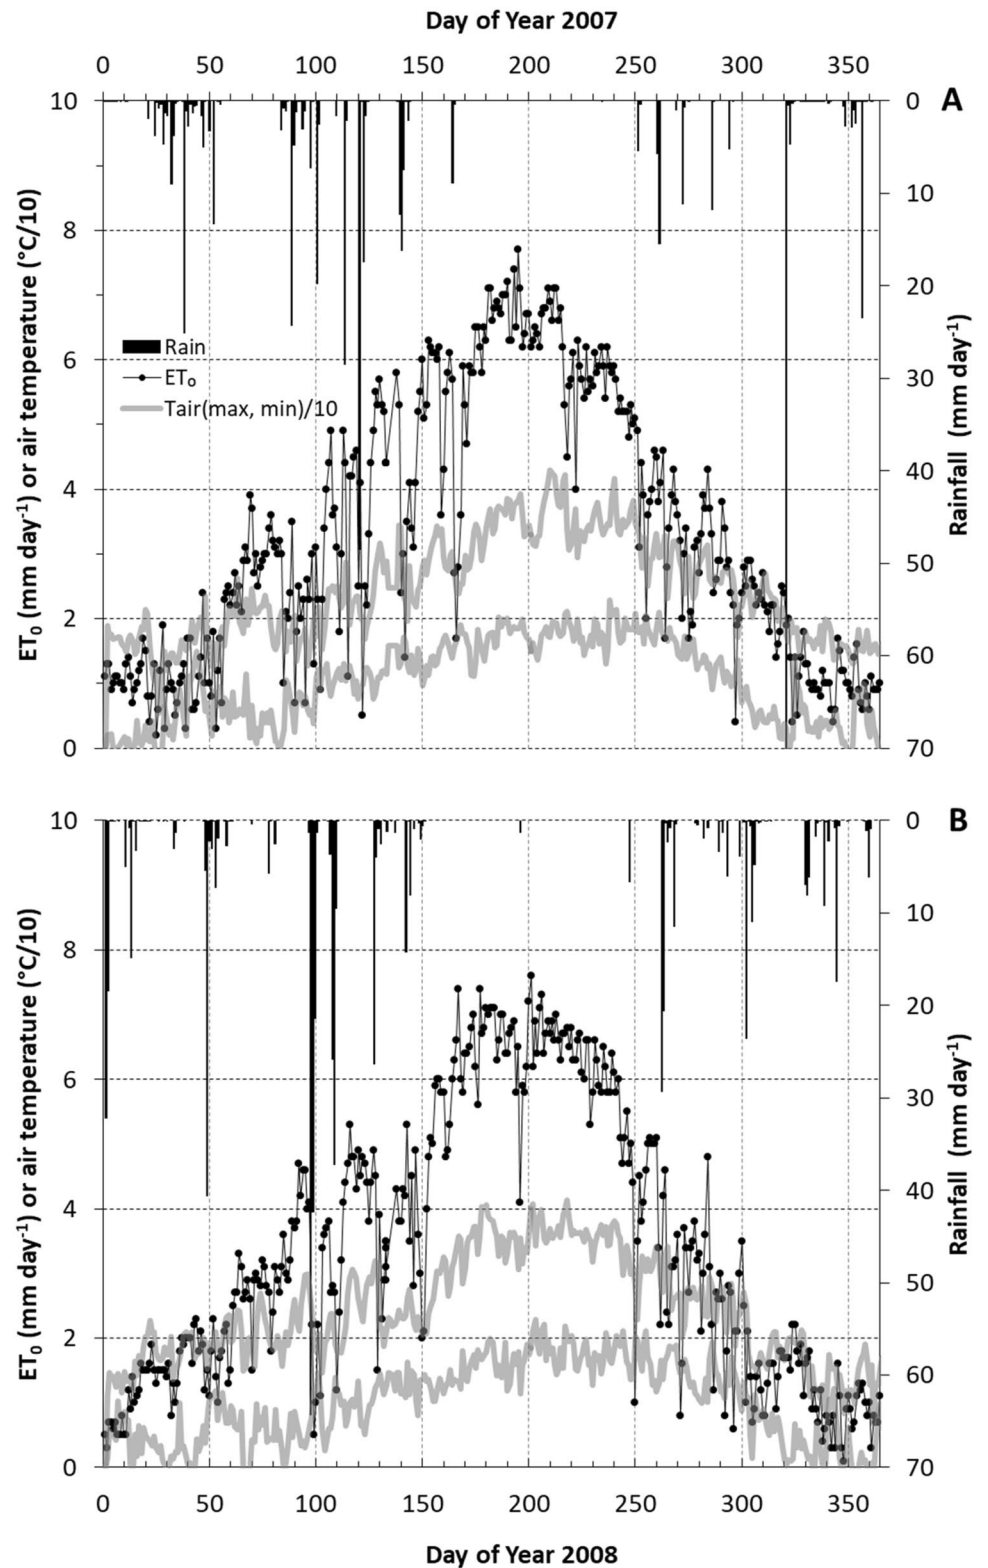 Day of Year 2007
0 50 100 150 200 250 300 350
A
ET₀ (mm day⁻¹) or air temperature (°C/10)
10
8
6
4
2
0
Rain
ET₀
Tair(max, min)/10
0
10
20
30
40
50
60
70
Rainfall (mm day⁻¹)
B
ET₀ (mm day⁻¹) or air temperature (°C/10)
10
8
6
4
2
0
0
10
20
30
40
50
60
70
Rainfall (mm day⁻¹)
0 50 100 150 200 250 300 350
Day of Year 2008